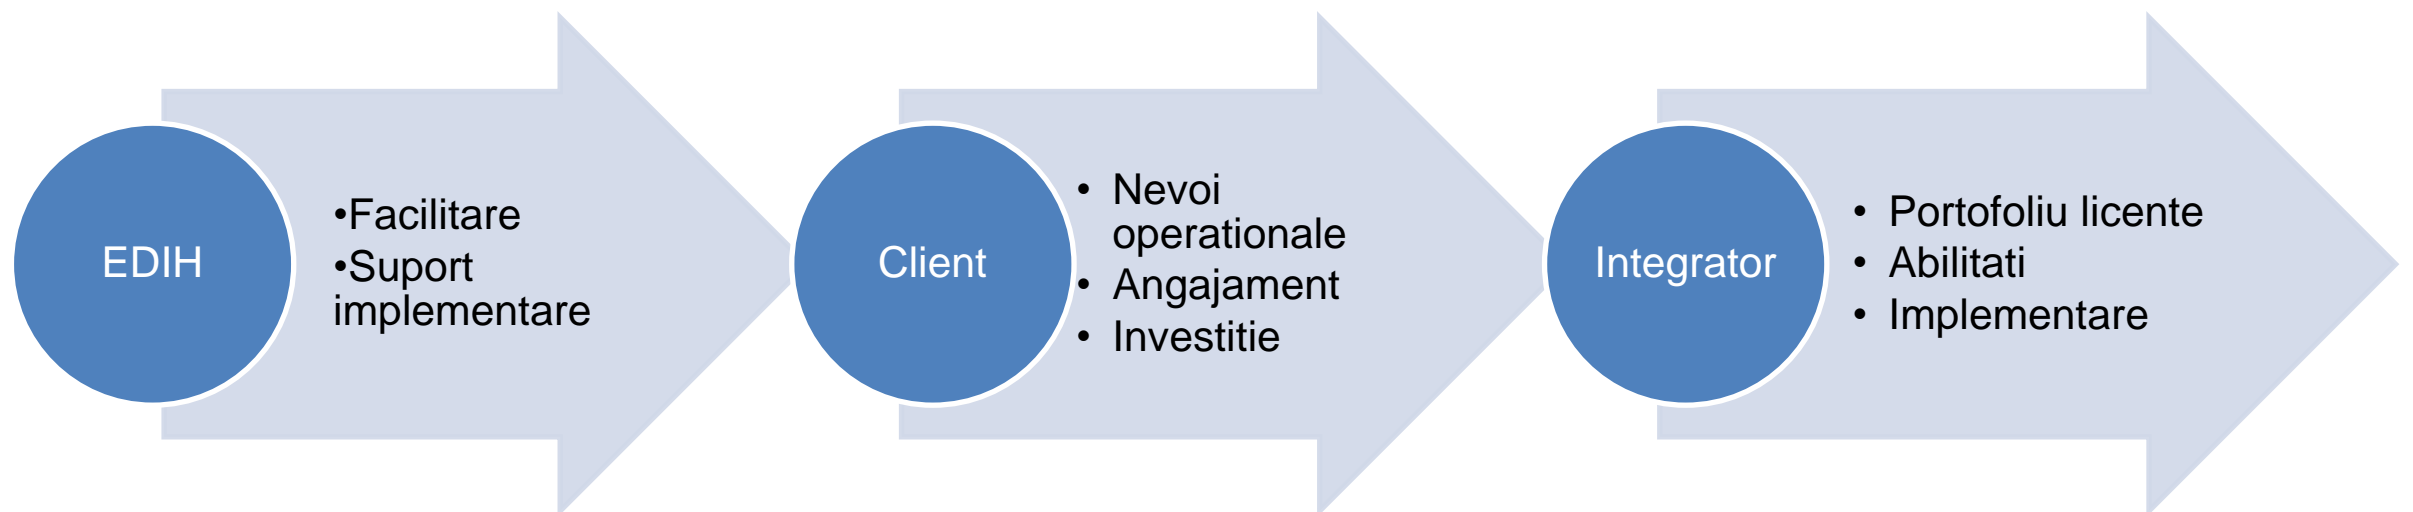 EDIH
•Facilitare
•Suport
implementare
Client
• Nevoi
operationale
• Angajament
• Investitie
Integrator
• Portofoliu licente
• Abilitati
• Implementare